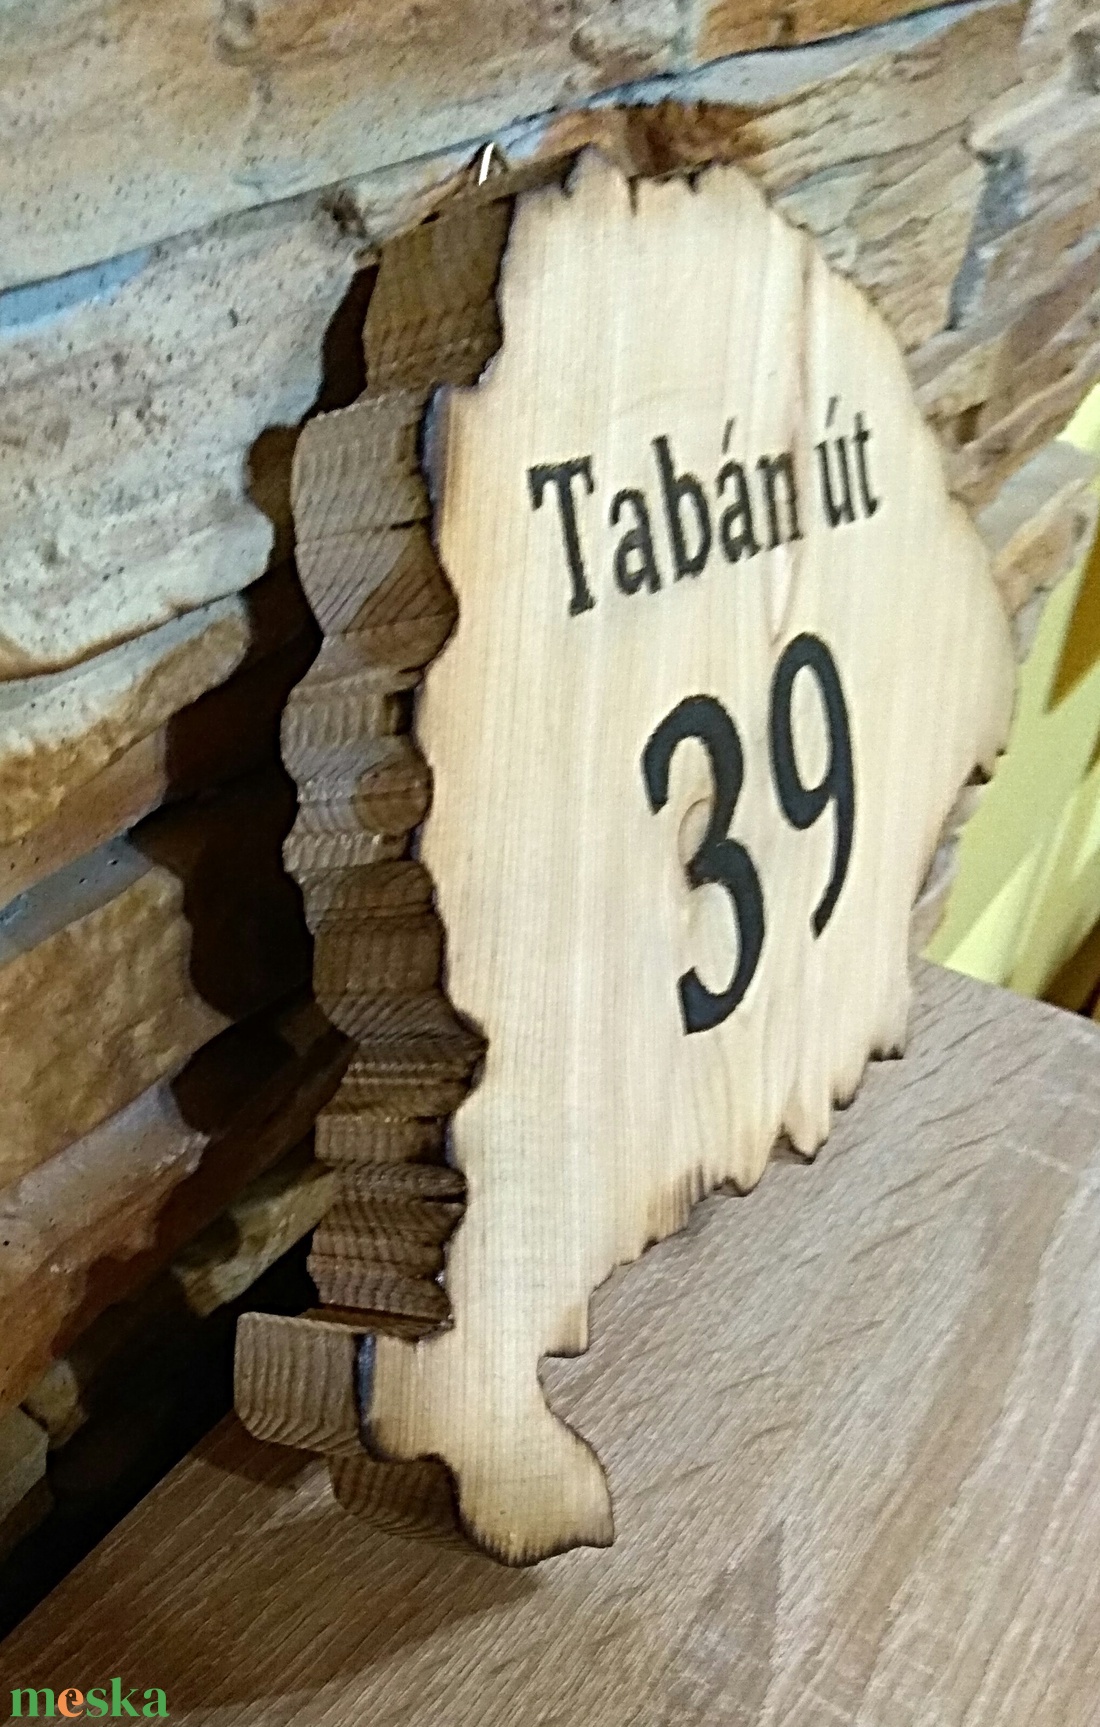 Tabán út
39
meska